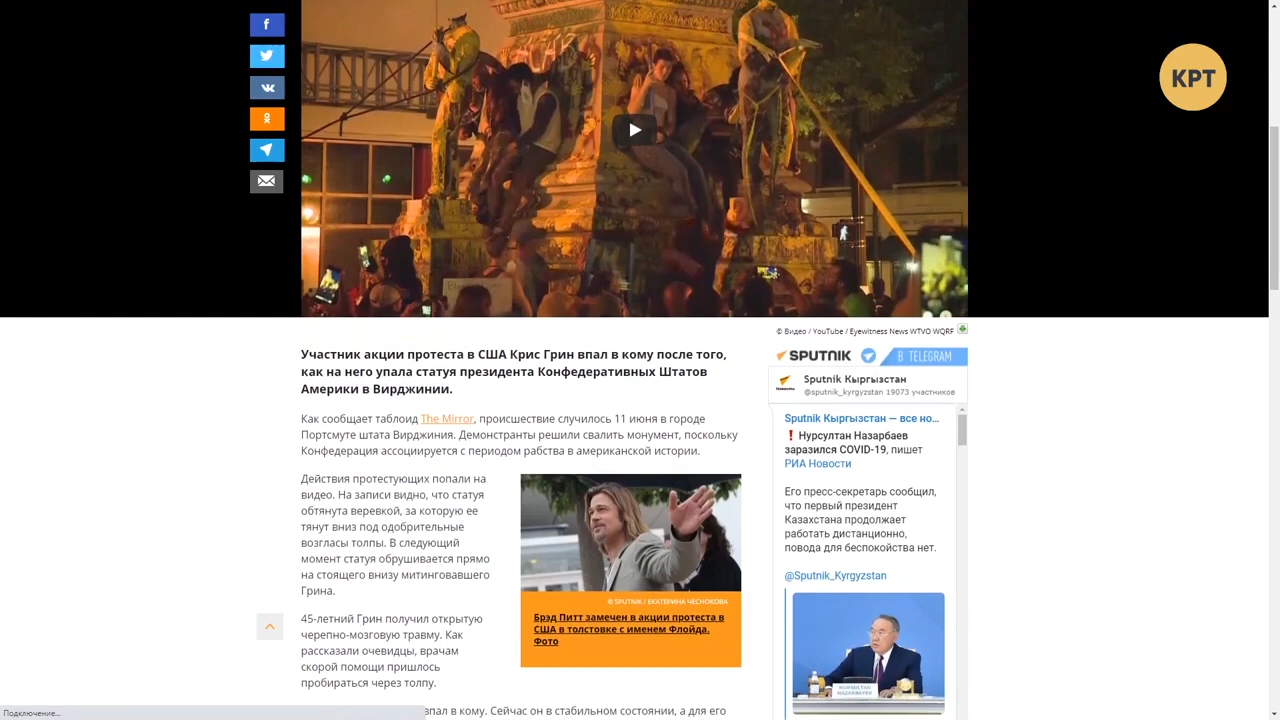 КРТ
© Видео / YouTube / Eyewitness News WTVO WQRF
Участник акции протеста в США Крис Грин впал в кому после того,
как на него упала статуя президента Конфедеративных Штатов
Америки в Вирджинии.
Как сообщает таблоид The Mirror, происшествие случилось 11 июня в городе
Портсмуте штата Вирджиния. Демонстранты решили свалить монумент, поскольку
Конфедерация ассоциируется с периодом рабства в американской истории.
Действия протестующих попали на
видео. На записи видно, что статуя
обтянута веревкой, за которую ее
тянут вниз под одобрительные
возгласы толпы. В следующий
момент статуя обрушивается прямо
на стоящего внизу митинговавшего
Грина.
45-летний Грин получил открытую
черепно-мозговую травму. Как
рассказали очевидцы, врачам
скорой помощи пришлось
пробираться через толпу.
впал в кому. Сейчас он в стабильном состоянии, а для его
© SPUTNIK / ЕКАТЕРИНА ЧЕСНОКОВА
Брэд Питт замечен в акции протеста в
США в толстовке с именем Флойда.
Фото
SPUTNIK В TELEGRAM
Sputnik Кыргызстан
@sputnik_kyrgyzstan 19073 участников
Sputnik Кыргызстан — все но...
❗ Нурсултан Назарбаев
заразился COVID-19, пишет
РИА Новости
Его пресс-секретарь сообщил,
что первый президент
Казахстана продолжает
работать дистанционно,
повода для беспокойства нет.
@Sputnik_Kyrgyzstan
NURSULTAN
NAZARBAYEV
Подключение...